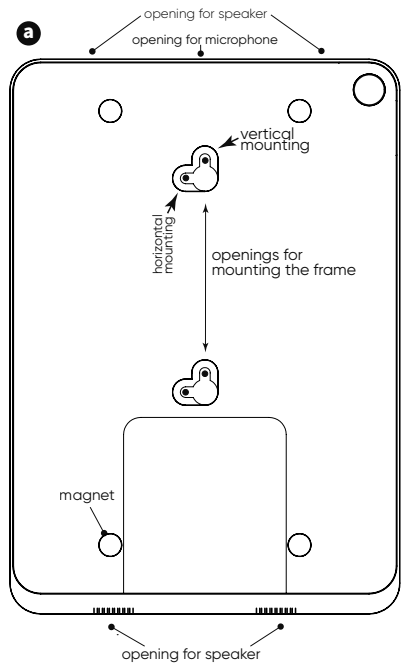 a
opening for speaker
opening for microphone
vertical
mounting
horizontal
mounting
openings for
mounting the frame
magnet
opening for speaker